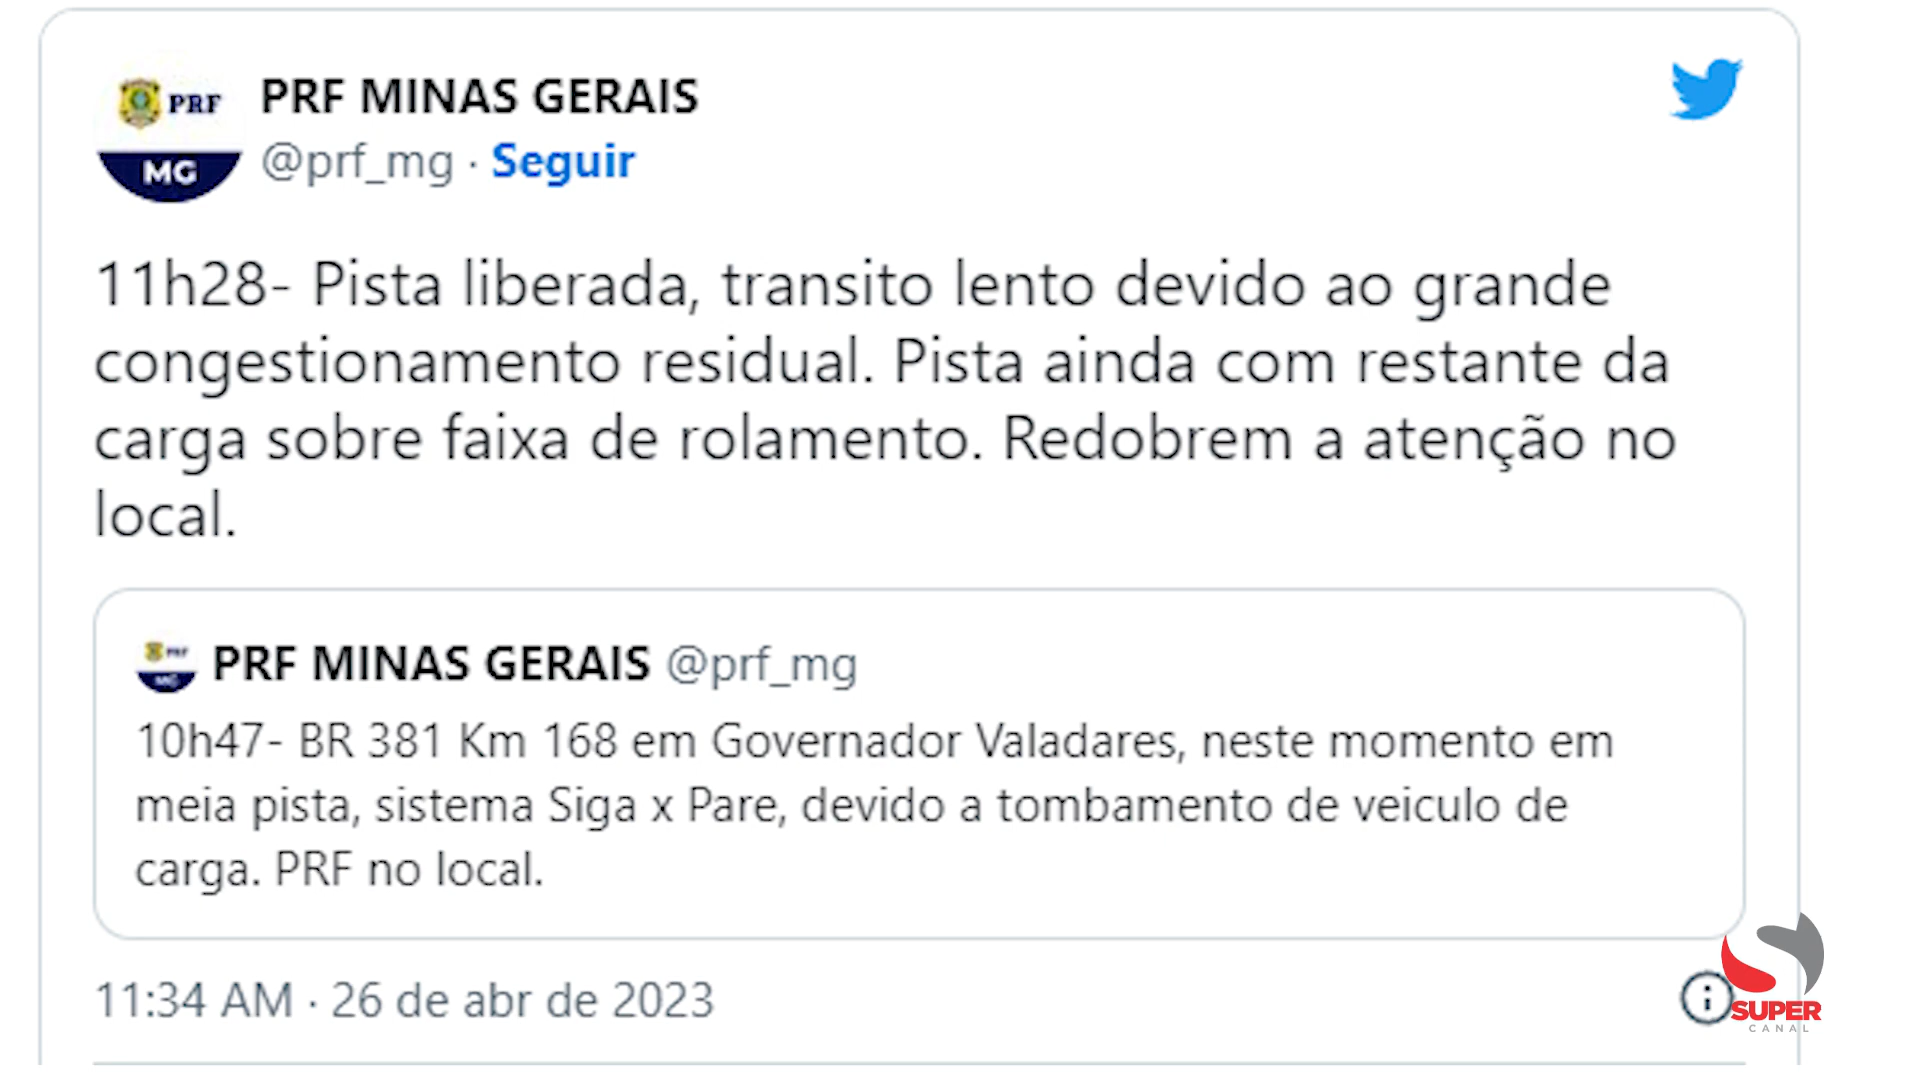 PRF
MG
PRF MINAS GERAIS
@prf_mg · Seguir
11h28- Pista liberada, transito lento devido ao grande
congestionamento residual. Pista ainda com restante da
carga sobre faixa de rolamento. Redobrem a atenção no
local.
PRF
MG
PRF MINAS GERAIS @prf_mg
10h47- BR 381 Km 168 em Governador Valadares, neste momento em
meia pista, sistema Siga x Pare, devido a tombamento de veiculo de
carga. PRF no local.
11:34 AM · 26 de abr de 2023
SUPER
CANAL